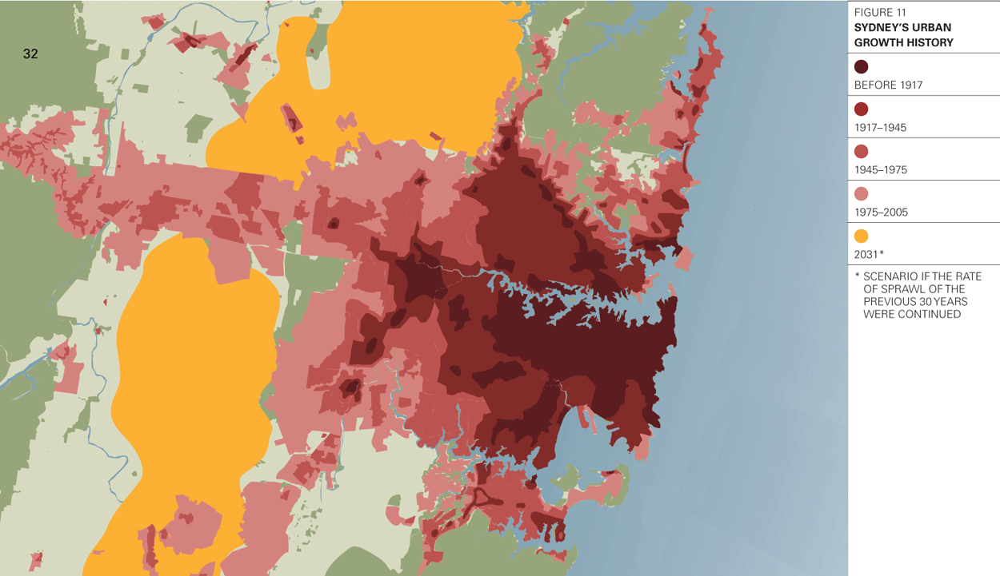 32
FIGURE 11
SYDNEY'S URBAN
GROWTH HISTORY
BEFORE 1917
1917–1945
1945–1975
1975–2005
2031*
* SCENARIO IF THE RATE
OF SPRAWL OF THE
PREVIOUS 30 YEARS
WERE CONTINUED